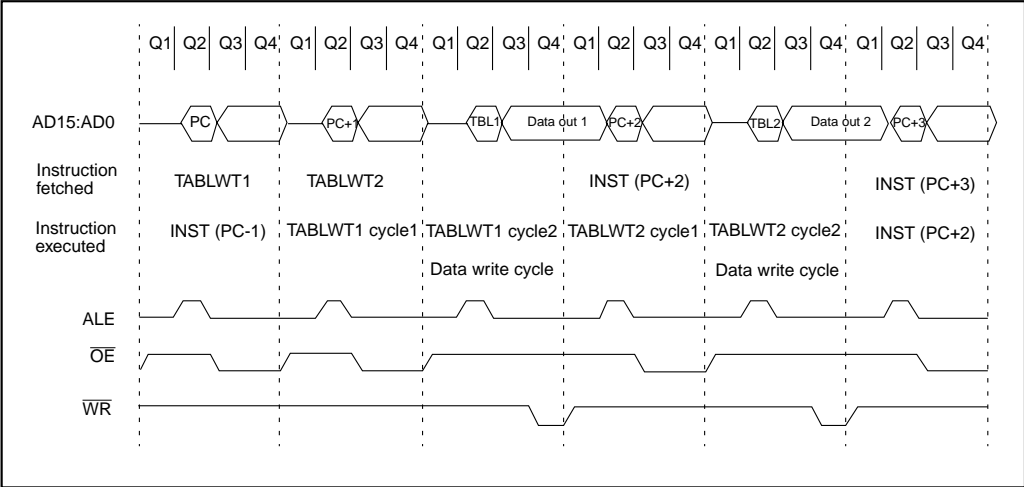 Q1 Q2 Q3 Q4 Q1 Q2 Q3 Q4 Q1 Q2 Q3 Q4 Q1 Q2 Q3 Q4 Q1 Q2 Q3 Q4 Q1 Q2 Q3 Q4
AD15:AD0 PC PC+1 TBL1 Data out 1 PC+2 TBL2 Data out 2 PC+3
Instruction
fetched
TABLWT1 TABLWT2 INST (PC+2) INST (PC+3)
Instruction
executed
INST (PC-1) TABLWT1 cycle1 TABLWT1 cycle2 TABLWT2 cycle1 TABLWT2 cycle2 INST (PC+2)
Data write cycle Data write cycle
ALE
OE
WR